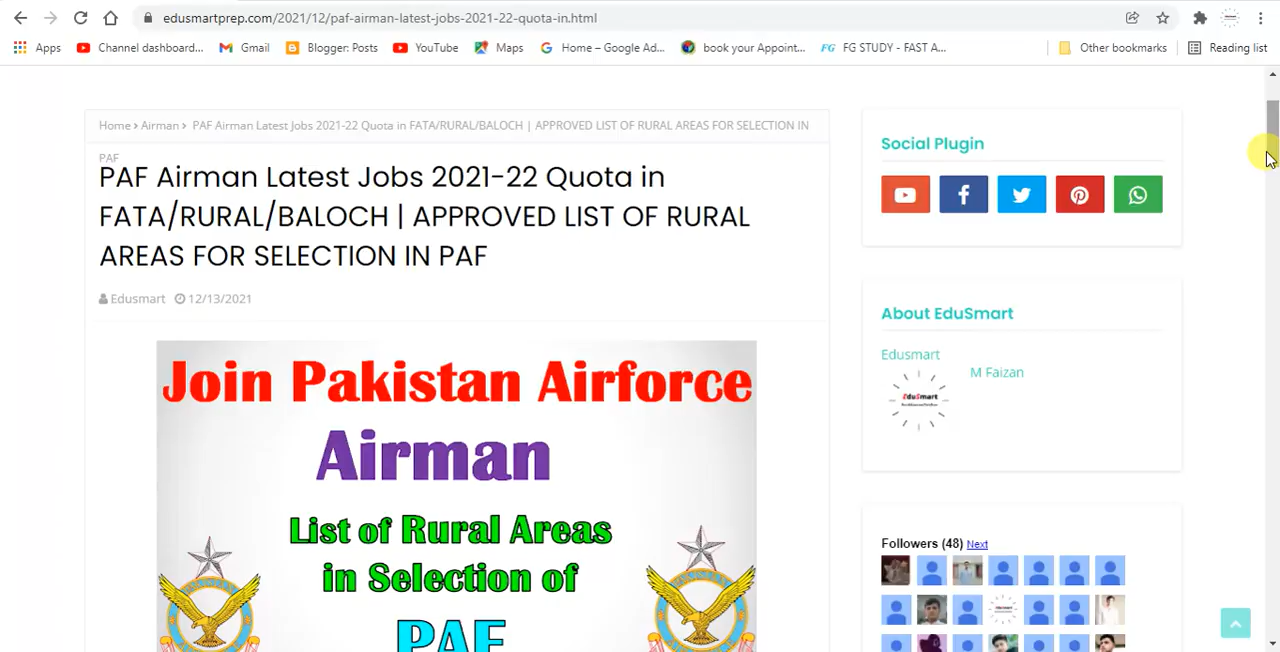 edusmartprep.com/2021/12/paf-airman-latest-jobs-2021-22-quota-in.html
Apps Channel dashboard... Gmail Blogger: Posts YouTube Maps Home – Google Ad... book your Appoint... FG STUDY - FAST A... Other bookmarks Reading list
Home › Airman › PAF Airman Latest Jobs 2021-22 Quota in FATA/RURAL/BALOCH | APPROVED LIST OF RURAL AREAS FOR SELECTION IN
PAF
PAF Airman Latest Jobs 2021-22 Quota in
FATA/RURAL/BALOCH | APPROVED LIST OF RURAL
AREAS FOR SELECTION IN PAF
Edusmart 12/13/2021
Join Pakistan Airforce
Airman
List of Rural Areas
in Selection of
PAF
Social Plugin
About EduSmart
Edusmart
M Faizan
EduSmart
Followers (48) Next